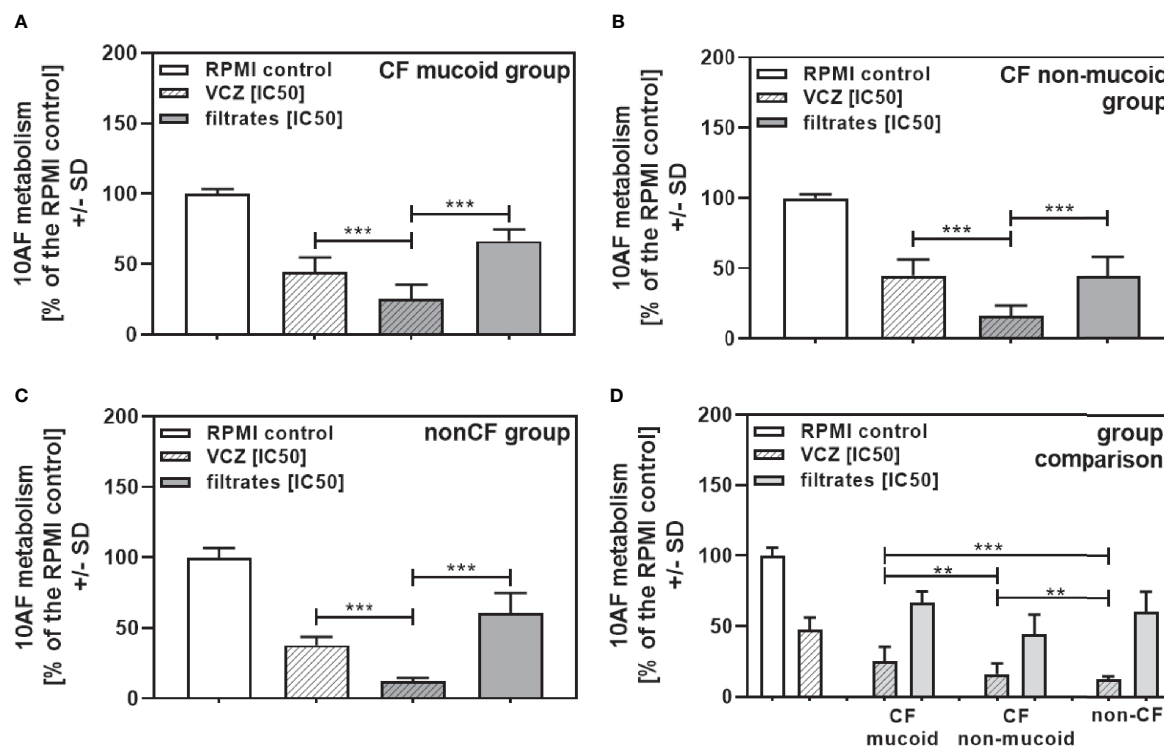 A
10AF metabolism
[% of the RPMI control]
+/- SD
200
150
100
50
0
RPMI control
VCZ [IC50]
filtrates [IC50]
CF mucoid group
***
***
B
10AF metabolism
[% of the RPMI control]
+/- SD
200
150
100
50
0
RPMI control
VCZ [IC50]
filtrates [IC50]
CF non-mucoid
group
***
***
C
10AF metabolism
[% of the RPMI control]
+/- SD
200
150
100
50
0
RPMI control
VCZ [IC50]
filtrates [IC50]
nonCF group
***
***
D
10AF metabolism
[% of the RPMI control]
+/- SD
200
150
100
50
0
RPMI control
VCZ [IC50]
filtrates [IC50]
group
comparison
***
**
**
CF
mucoid
CF
non-mucoid
non-CF